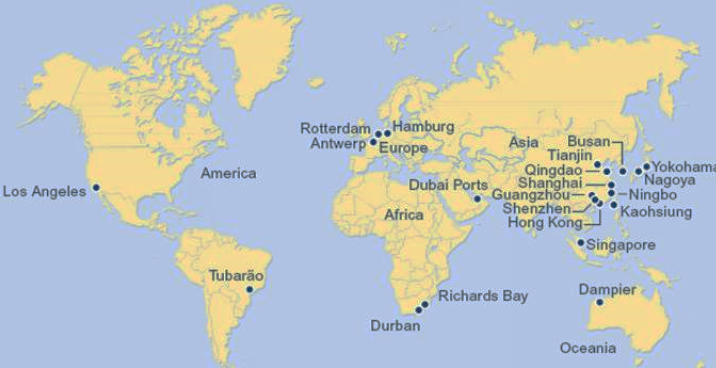 Rotterdam
Hamburg
Antwerp
Europe
Asia
Busan
Tianjin
Qingdao
Yokohama
Nagoya
America
Los Angeles
Dubai Ports
Shanghai
Guangzhou
Ningbo
Shenzhen
Kaohsiung
Africa
Hong Kong
Singapore
Tubarão
Richards Bay
Dampier
Durban
Oceania